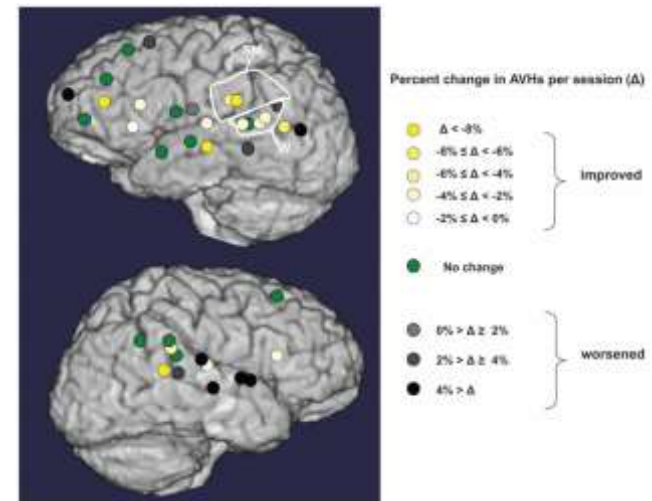 Percent change in AVHs per session (Δ)
Δ < -8%
-8% ≤ Δ < -6%
-6% ≤ Δ < -4%
-4% ≤ Δ < -2%
-2% ≤ Δ < 0%
improved
No change
0% > Δ ≥ 2%
2% > Δ ≥ 4%
4% > Δ
worsened